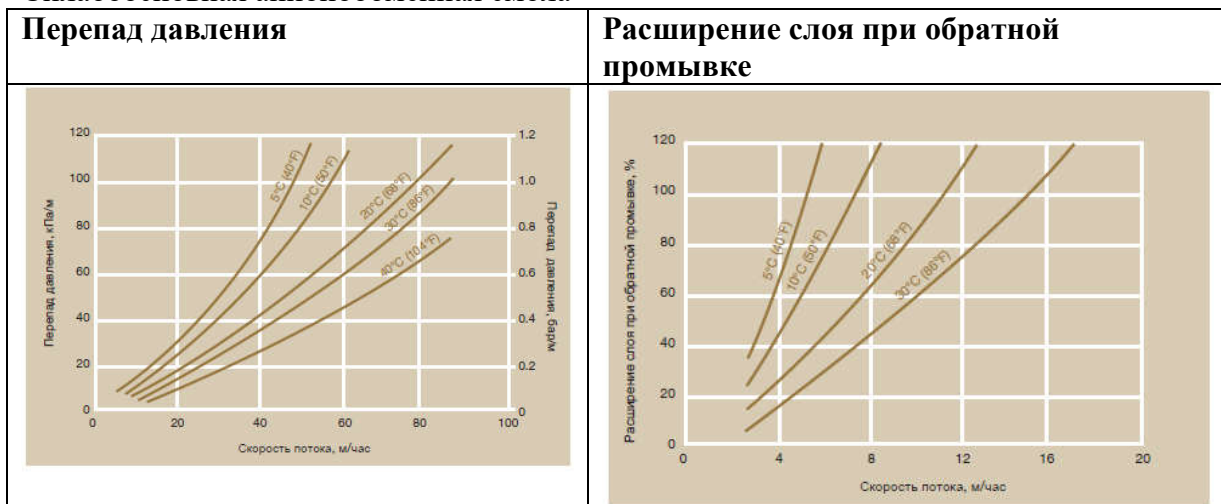 Перепад давления
Расширение слоя при обратной
промывке
120
100
80
60
40
20
0
Перепад давления, кПа/м
5°C (40°F)
10°C (50°F)
20°C (68°F)
30°C (86°F)
40°C (104°F)
1.2
1.0
0.8
0.6
0.4
0.2
0
Перепад давления, бар/м
0 20 40 60 80 100
Скорость потока, м/час
120
100
80
60
40
20
0
Расширение слоя при обратной промывке, %
5°C (40°F)
10°C (50°F)
20°C (68°F)
30°C (86°F)
0 4 8 12 16 20
Скорость потока, м/час